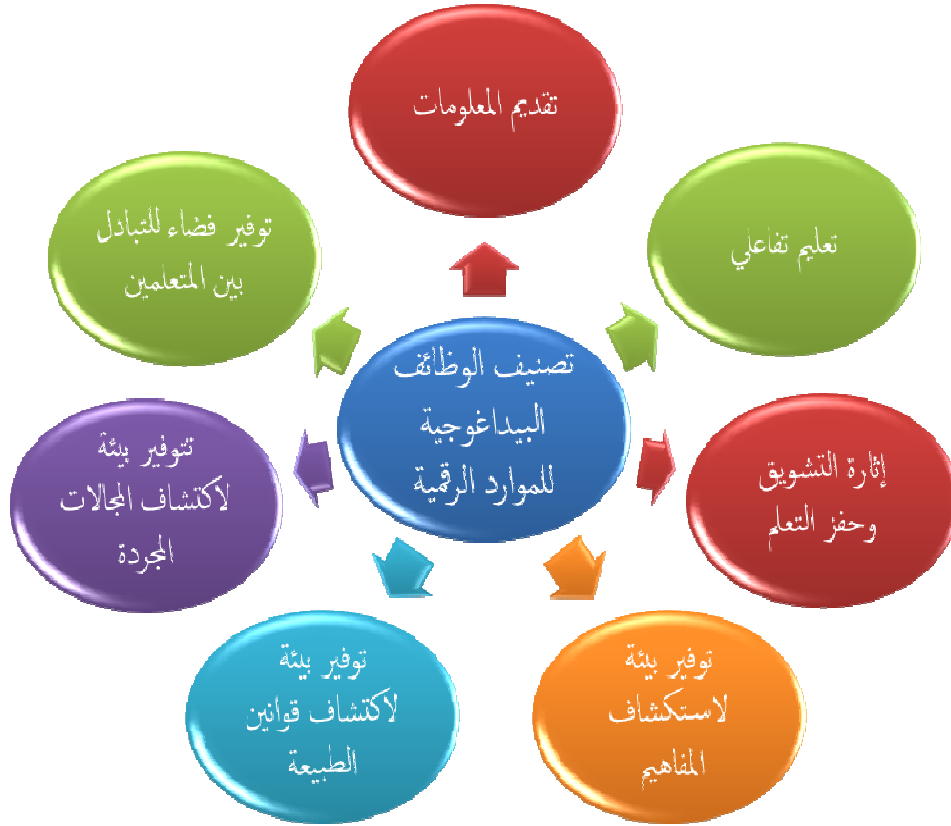 تقديم المعلومات
تعليم تفاعلي
إثارة التشويق
وحفز التعلم
توفير بيئة
لاستكشاف
المفاهيم
توفير بيئة
لاكتشاف قوانين
الطبيعة
تتوفير بيئة
لاكتشاف المجالات
المجردة
توفير فضاء للتبادل
بين المتعلمين
تصنيف الوظائف
البيداغوجية
للموارد الرقمية